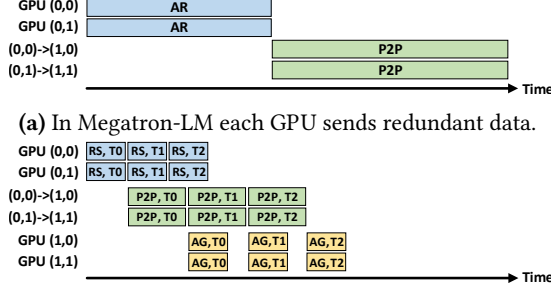 GPU (0,0) AR
GPU (0,1) AR
(0,0)->(1,0) P2P
(0,1)->(1,1) P2P
Time
(a) In Megatron-LM each GPU sends redundant data.
GPU (0,0) RS, T0 RS, T1 RS, T2
GPU (0,1) RS, T0 RS, T1 RS, T2
(0,0)->(1,0) P2P, T0 P2P, T1 P2P, T2
(0,1)->(1,1) P2P, T0 P2P, T1 P2P, T2
GPU (1,0) AG,T0 AG,T1 AG,T2
GPU (1,1) AG,T0 AG,T1 AG,T2
Time